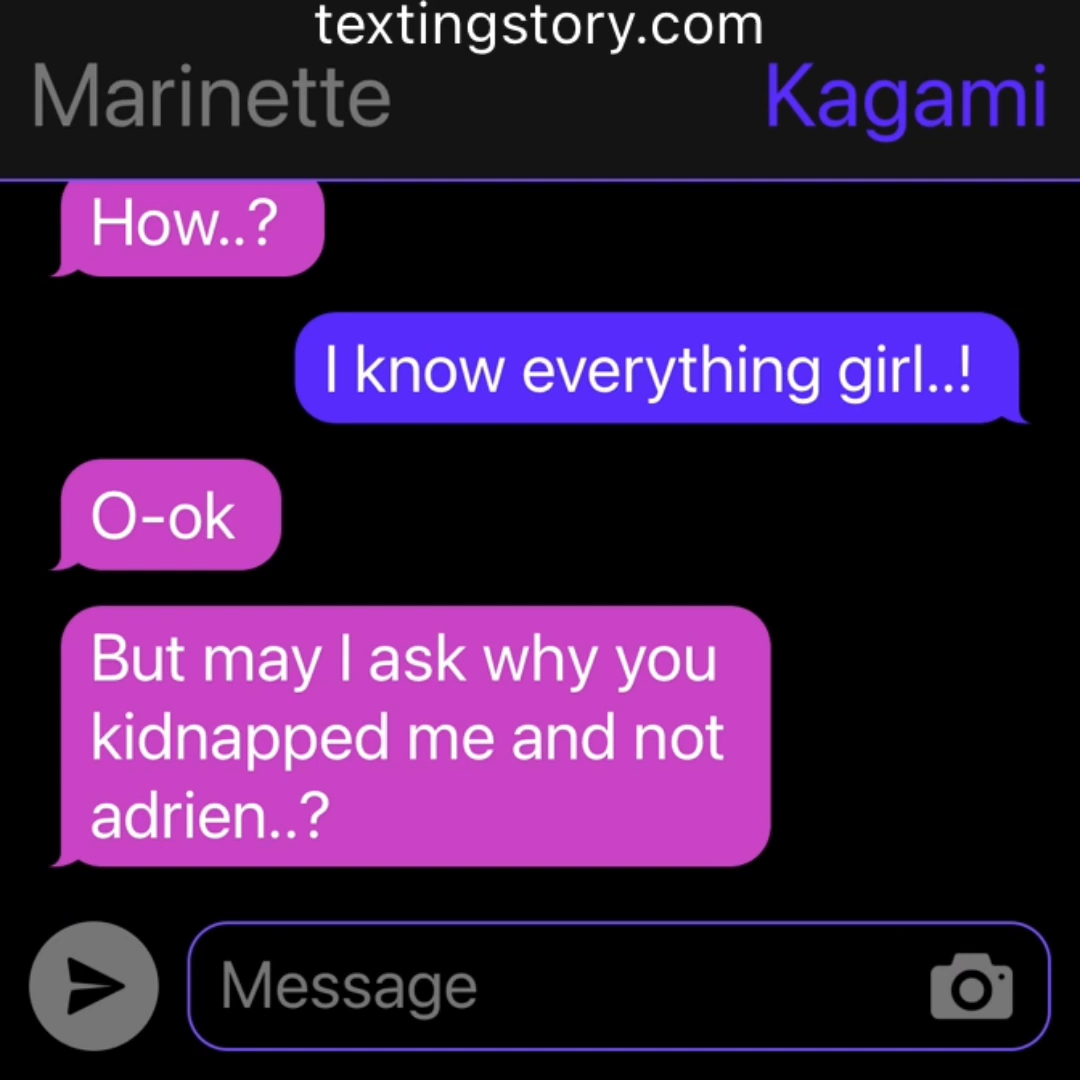 textingstory.com
Marinette
Kagami
How..?
I know everything girl..!
O-ok
But may I ask why you
kidnapped me and not
adrien..?
Message